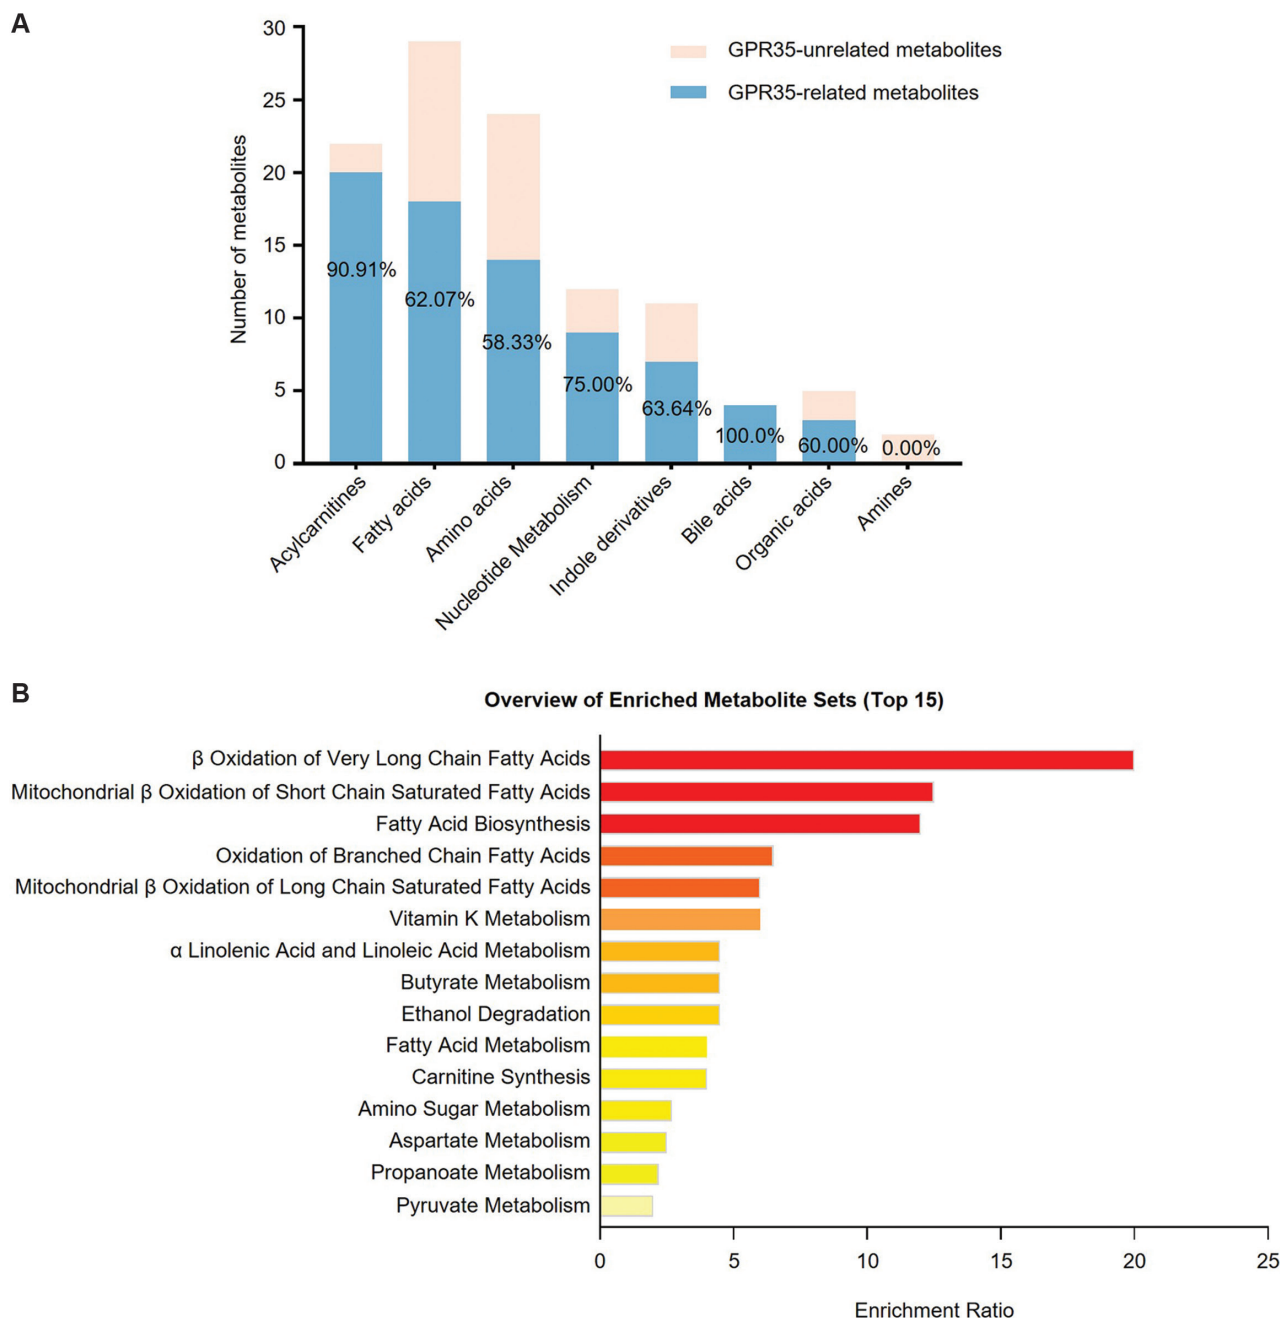 A
30
25
20
15
10
5
0
Number of metabolites
GPR35-unrelated metabolites
GPR35-related metabolites
90.91%
62.07%
58.33%
75.00%
63.64%
100.0%
60.00%
0.00%
Acylcarnitines
Fatty acids
Amino acids
Nucleotide Metabolism
Indole derivatives
Bile acids
Organic acids
Amines
B
Overview of Enriched Metabolite Sets (Top 15)
β Oxidation of Very Long Chain Fatty Acids
Mitochondrial β Oxidation of Short Chain Saturated Fatty Acids
Fatty Acid Biosynthesis
Oxidation of Branched Chain Fatty Acids
Mitochondrial β Oxidation of Long Chain Saturated Fatty Acids
Vitamin K Metabolism
α Linolenic Acid and Linoleic Acid Metabolism
Butyrate Metabolism
Ethanol Degradation
Fatty Acid Metabolism
Carnitine Synthesis
Amino Sugar Metabolism
Aspartate Metabolism
Propanoate Metabolism
Pyruvate Metabolism
0 5 10 15 20 25
Enrichment Ratio